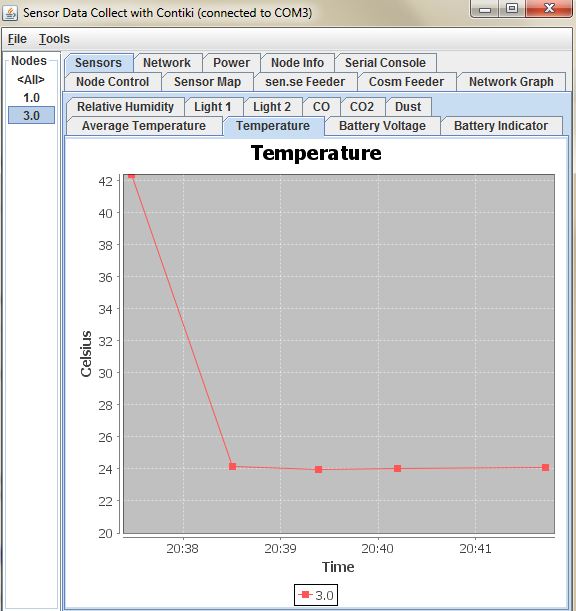 Sensor Data Collect with Contiki (connected to COM3)
File Tools
Nodes
<All>
1.0
3.0
Sensors Network Power Node Info Serial Console
Node Control Sensor Map sen.se Feeder Cosm Feeder Network Graph
Relative Humidity Light 1 Light 2 CO CO2 Dust
Average Temperature Temperature Battery Voltage Battery Indicator
Temperature
Celsius
42
40
38
36
34
32
30
28
26
24
22
20
20:38 20:39 20:40 20:41
Time
3.0